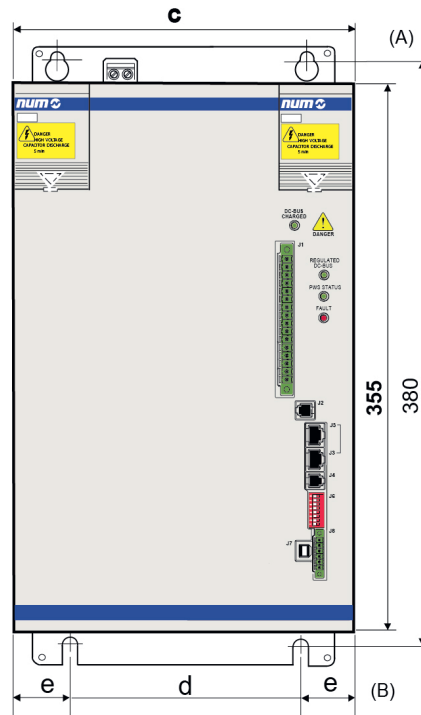 c
(A)
num num
DANGER
HIGH VOLTAGE
CAPACITOR DISCHARGE
5 min
DANGER
HIGH VOLTAGE
CAPACITOR DISCHARGE
5 min
DC-BUS
CHARGED
DANGER
J1
REGULATED
DC-BUS
PWS STATUS
FAULT
355
380
J2
J3
J3
J4
J6
J8
J7
e d e
(B)